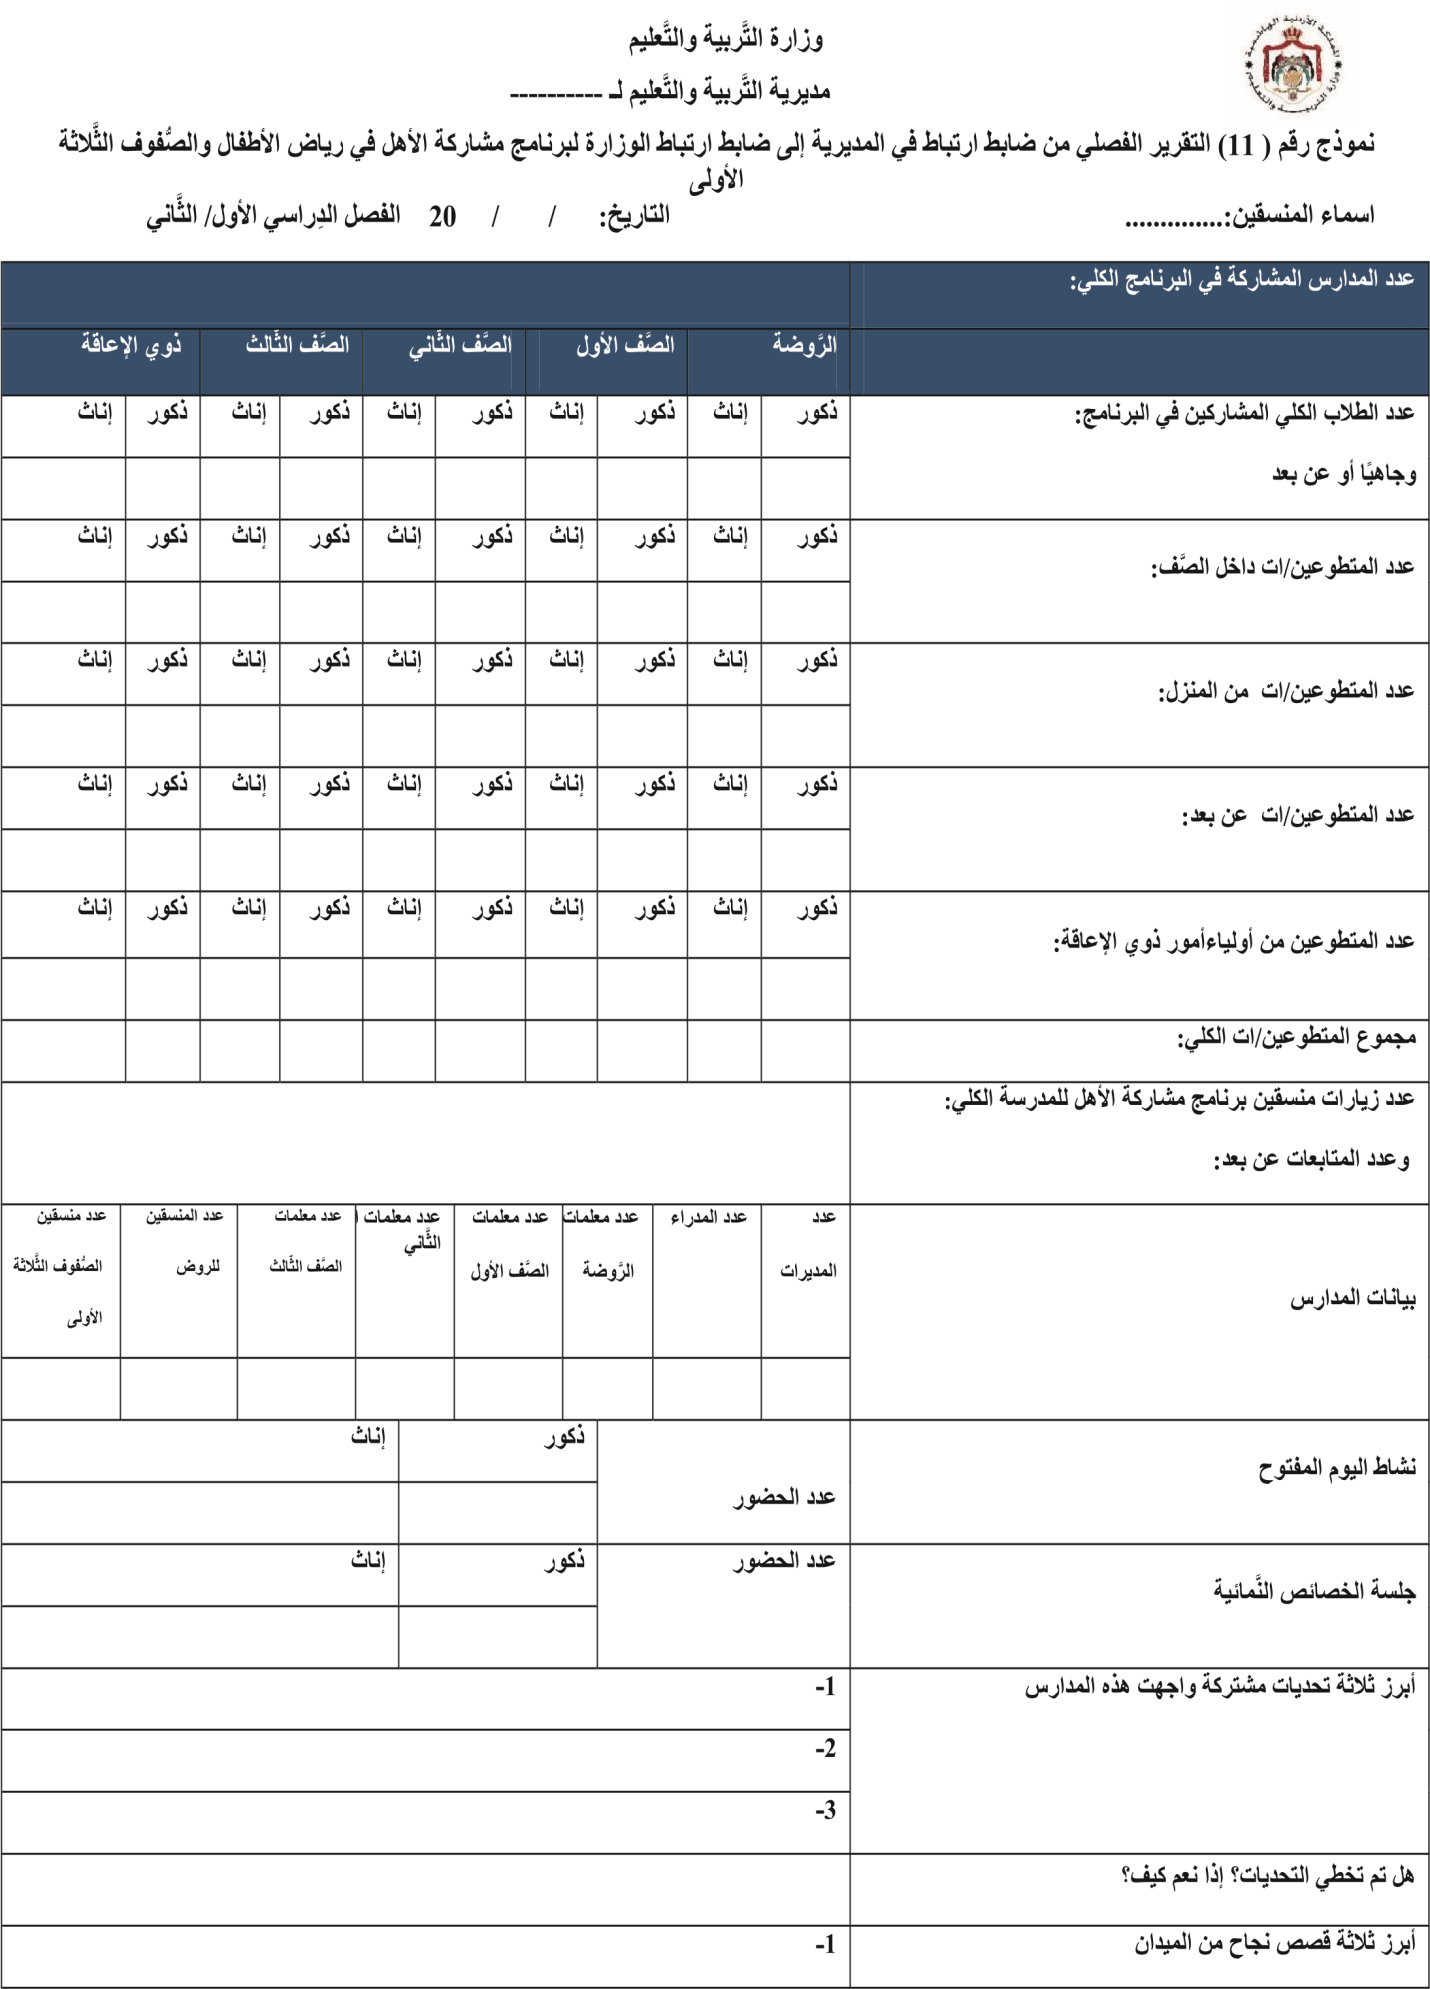 المملكة الأردنية الهاشمية
وزارة التربية والتعليم
وزارة التَّربية والتَّعليم
مديرية التَّربية والتَّعليم لـ ----------
نموذج رقم ( 11) التقرير الفصلي من ضابط ارتباط في المديرية إلى ضابط ارتباط الوزارة لبرنامج مشاركة الأهل في رياض الأطفال والصُّفوف الثَّلاثة
الأولى
اسماء المنسقين:.............. التاريخ: / / 20 الفصل الدِراسي الأول/ الثَّاني
عدد المدارس المشاركة في البرنامج الكلي:
الرَّوضة الصَّف الأول الصَّف الثَّاني الصَّف الثَّالث ذوي الإعاقة
عدد الطلاب الكلي المشاركين في البرنامج: ذكور إناث ذكور إناث ذكور إناث ذكور إناث ذكور إناث
وجاهيًا أو عن بعد
ذكور إناث ذكور إناث ذكور إناث ذكور إناث ذكور إناث
عدد المتطوعين/ات داخل الصَّف:
ذكور إناث ذكور إناث ذكور إناث ذكور إناث ذكور إناث
عدد المتطوعين/ات من المنزل:
ذكور إناث ذكور إناث ذكور إناث ذكور إناث ذكور إناث
عدد المتطوعين/ات عن بعد:
ذكور إناث ذكور إناث ذكور إناث ذكور إناث ذكور إناث
عدد المتطوعين من أولياءأمور ذوي الإعاقة:
مجموع المتطوعين/ات الكلي:
عدد زيارات منسقين برنامج مشاركة الأهل للمدرسة الكلي:
وعدد المتابعات عن بعد:
بيانات المدارس
عدد
المديرات
عدد المدراء
عدد معلمات
الرَّوضة
عدد معلمات
الصَّف الأول
عدد معلمات ا
الثَّاني
عدد معلمات
الصَّف الثَّالث
عدد المنسقين
للروض
عدد منسقين
الصُّفوف الثَّلاثة
الأولى
نشاط اليوم المفتوح
عدد الحضور
ذكور إناث
جلسة الخصائص النَّمائية
عدد الحضور ذكور إناث
أبرز ثلاثة تحديات مشتركة واجهت هذه المدارس
1-
2-
3-
هل تم تخطي التحديات؟ إذا نعم كيف؟
أبرز ثلاثة قصص نجاح من الميدان
1-